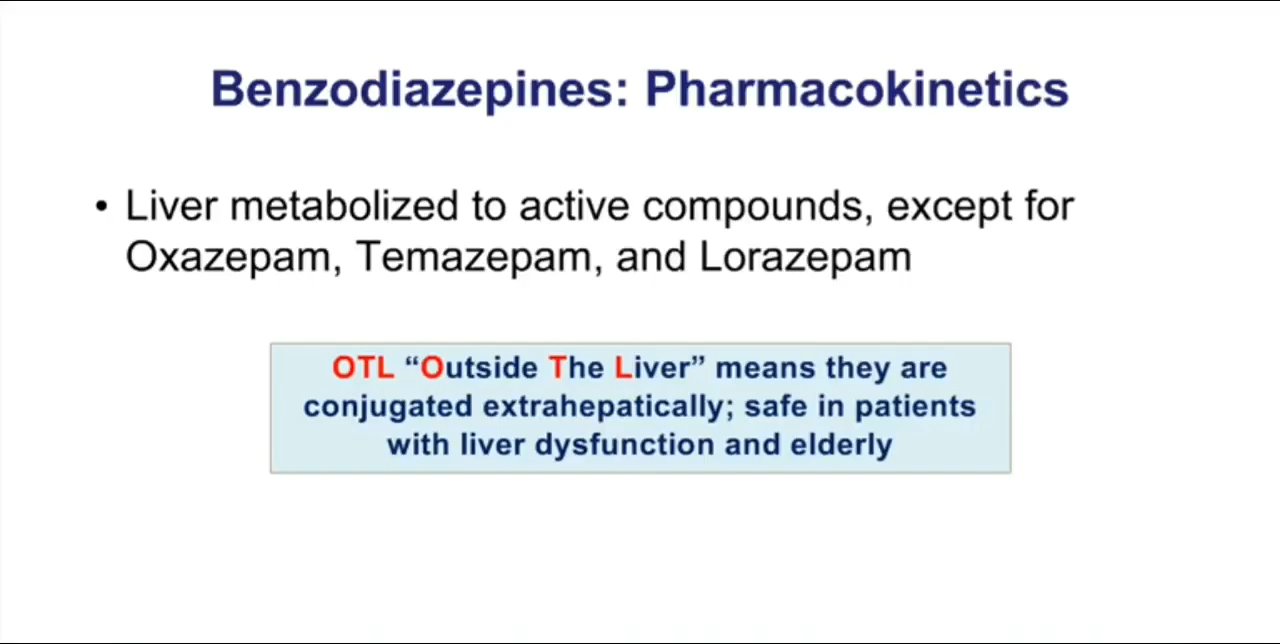 Benzodiazepines: Pharmacokinetics
• Liver metabolized to active compounds, except for
Oxazepam, Temazepam, and Lorazepam
OTL “Outside The Liver” means they are
conjugated extrahepatically; safe in patients
with liver dysfunction and elderly